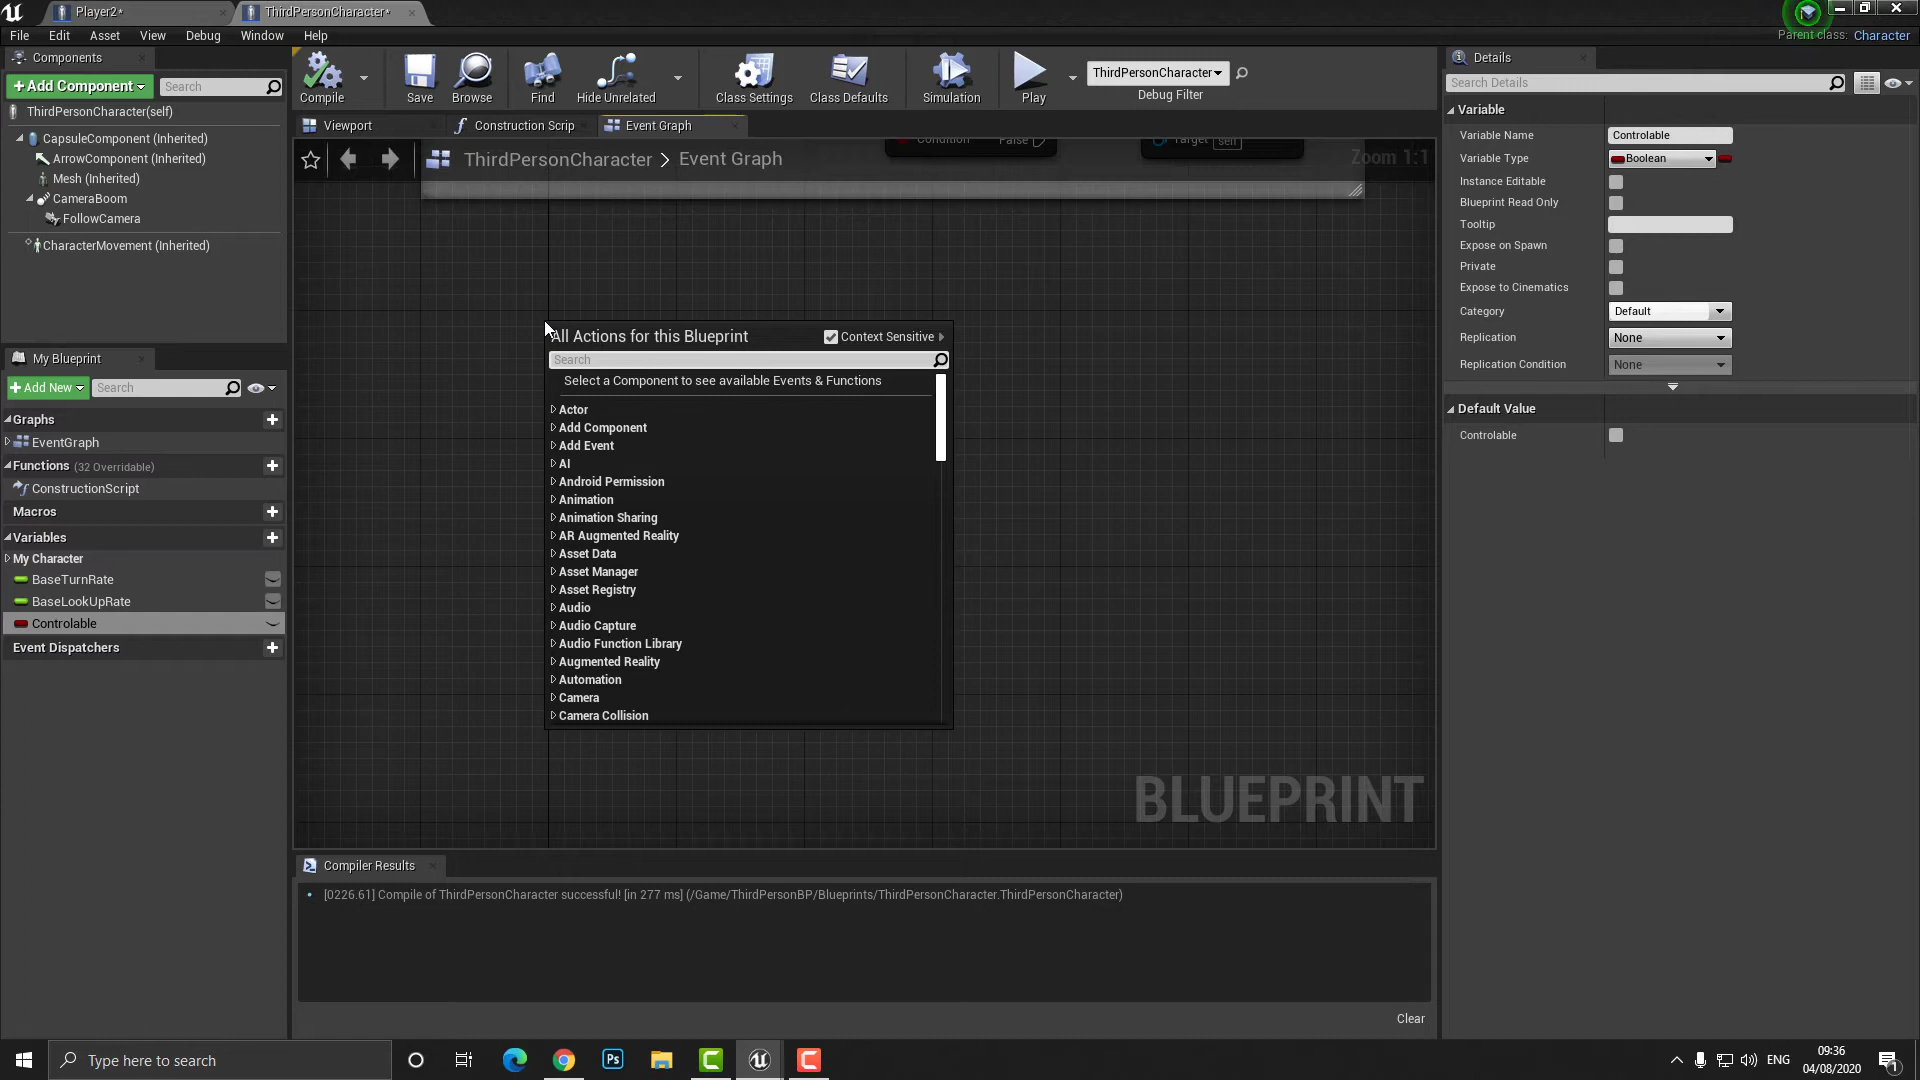 Player2*
ThirdPersonCharacter*
File Edit Asset View Debug Window Help
Parent class: Character
Components
+Add Component
Search
ThirdPersonCharacter(self)
CapsuleComponent (Inherited)
ArrowComponent (Inherited)
Mesh (Inherited)
CameraBoom
FollowCamera
CharacterMovement (Inherited)
My Blueprint
+Add New
Search
Graphs
EventGraph
Functions (32 Overridable)
ConstructionScript
Macros
Variables
My Character
BaseTurnRate
BaseLookUpRate
Controlable
Event Dispatchers
Compile
Save
Browse
Find
Hide Unrelated
Class Settings
Class Defaults
Simulation
Play
ThirdPersonCharacter
Debug Filter
Viewport
Construction Scrip
Event Graph
ThirdPersonCharacter > Event Graph
Condition False
Target self
Zoom 1:1
All Actions for this Blueprint
Context Sensitive
Search
Select a Component to see available Events & Functions
Actor
Add Component
Add Event
AI
Android Permission
Animation
Animation Sharing
AR Augmented Reality
Asset Data
Asset Manager
Asset Registry
Audio
Audio Capture
Audio Function Library
Augmented Reality
Automation
Camera
Camera Collision
BLUEPRINT
Compiler Results
[0226.61] Compile of ThirdPersonCharacter successful! [in 277 ms] (/Game/ThirdPersonBP/Blueprints/ThirdPersonCharacter.ThirdPersonCharacter)
Clear
Details
Search Details
Variable
Variable Name Controlable
Variable Type Boolean
Instance Editable
Blueprint Read Only
Tooltip
Expose on Spawn
Private
Expose to Cinematics
Category Default
Replication None
Replication Condition None
Default Value
Controlable
Type here to search
Ps
ENG
09:36
04/08/2020
1